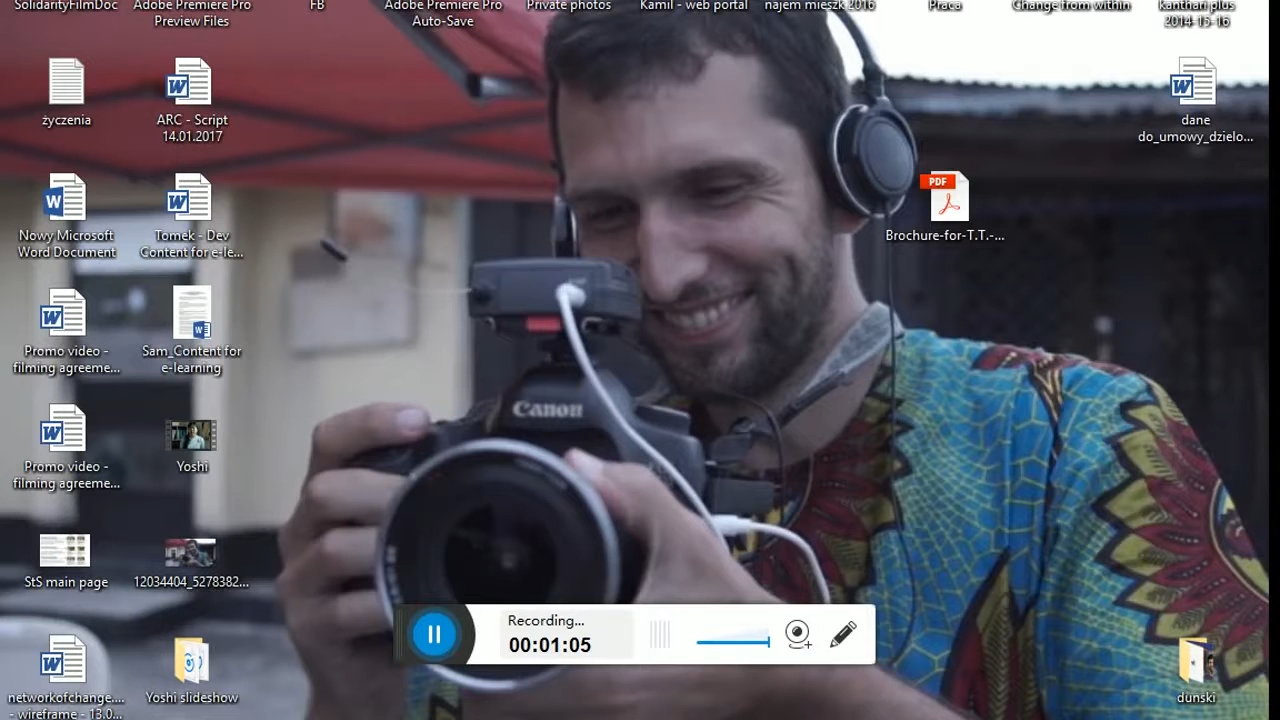 SolidarityFilmDoc
Adobe Premiere Pro
Preview Files
FB
Adobe Premiere Pro
Auto-Save
Private photos
Kamil - web portal
najem mieszk 2016
Praca
Change from within
kanthari plus
2014-15-16
życzenia
ARC - Script
14.01.2017
dane
do_umowy_dzielo...
PDF
Brochure-for-T.T.-...
Nowy Microsoft
Word Document
Tomek - Dev
Content for e-le...
Promo video -
filming agreeme...
Sam_Content for
e-learning
Canon
Promo video -
filming agreeme...
Yoshi
StS main page
12034404_5278382...
Recording...
00:01:05
networkofchange....
- wireframe - 13.0...
Yoshi slideshow
dunski